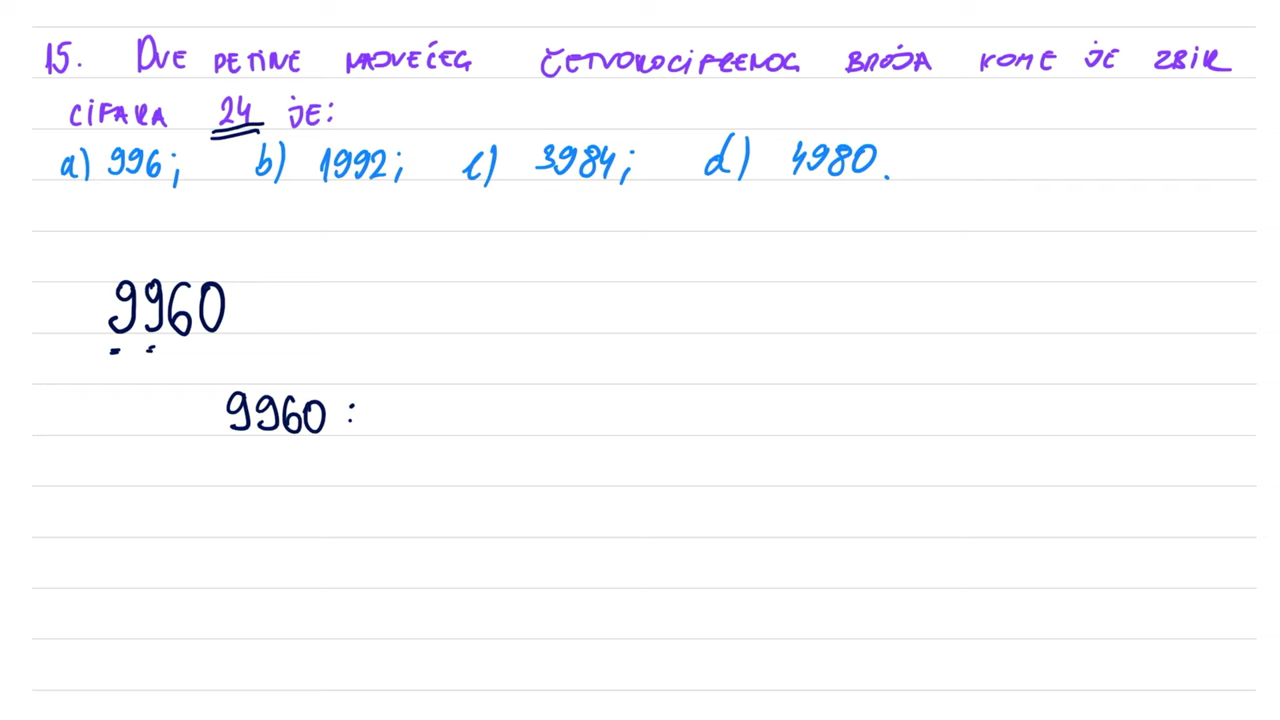 15. DVE PETINE NAJVEĆEG ČETVOROCIFRENOG BROJA KOME JE ZBIR
CIFARA 24 JE:
a) 996; b) 1992; c) 3984; d) 4980.
9960
9960 :